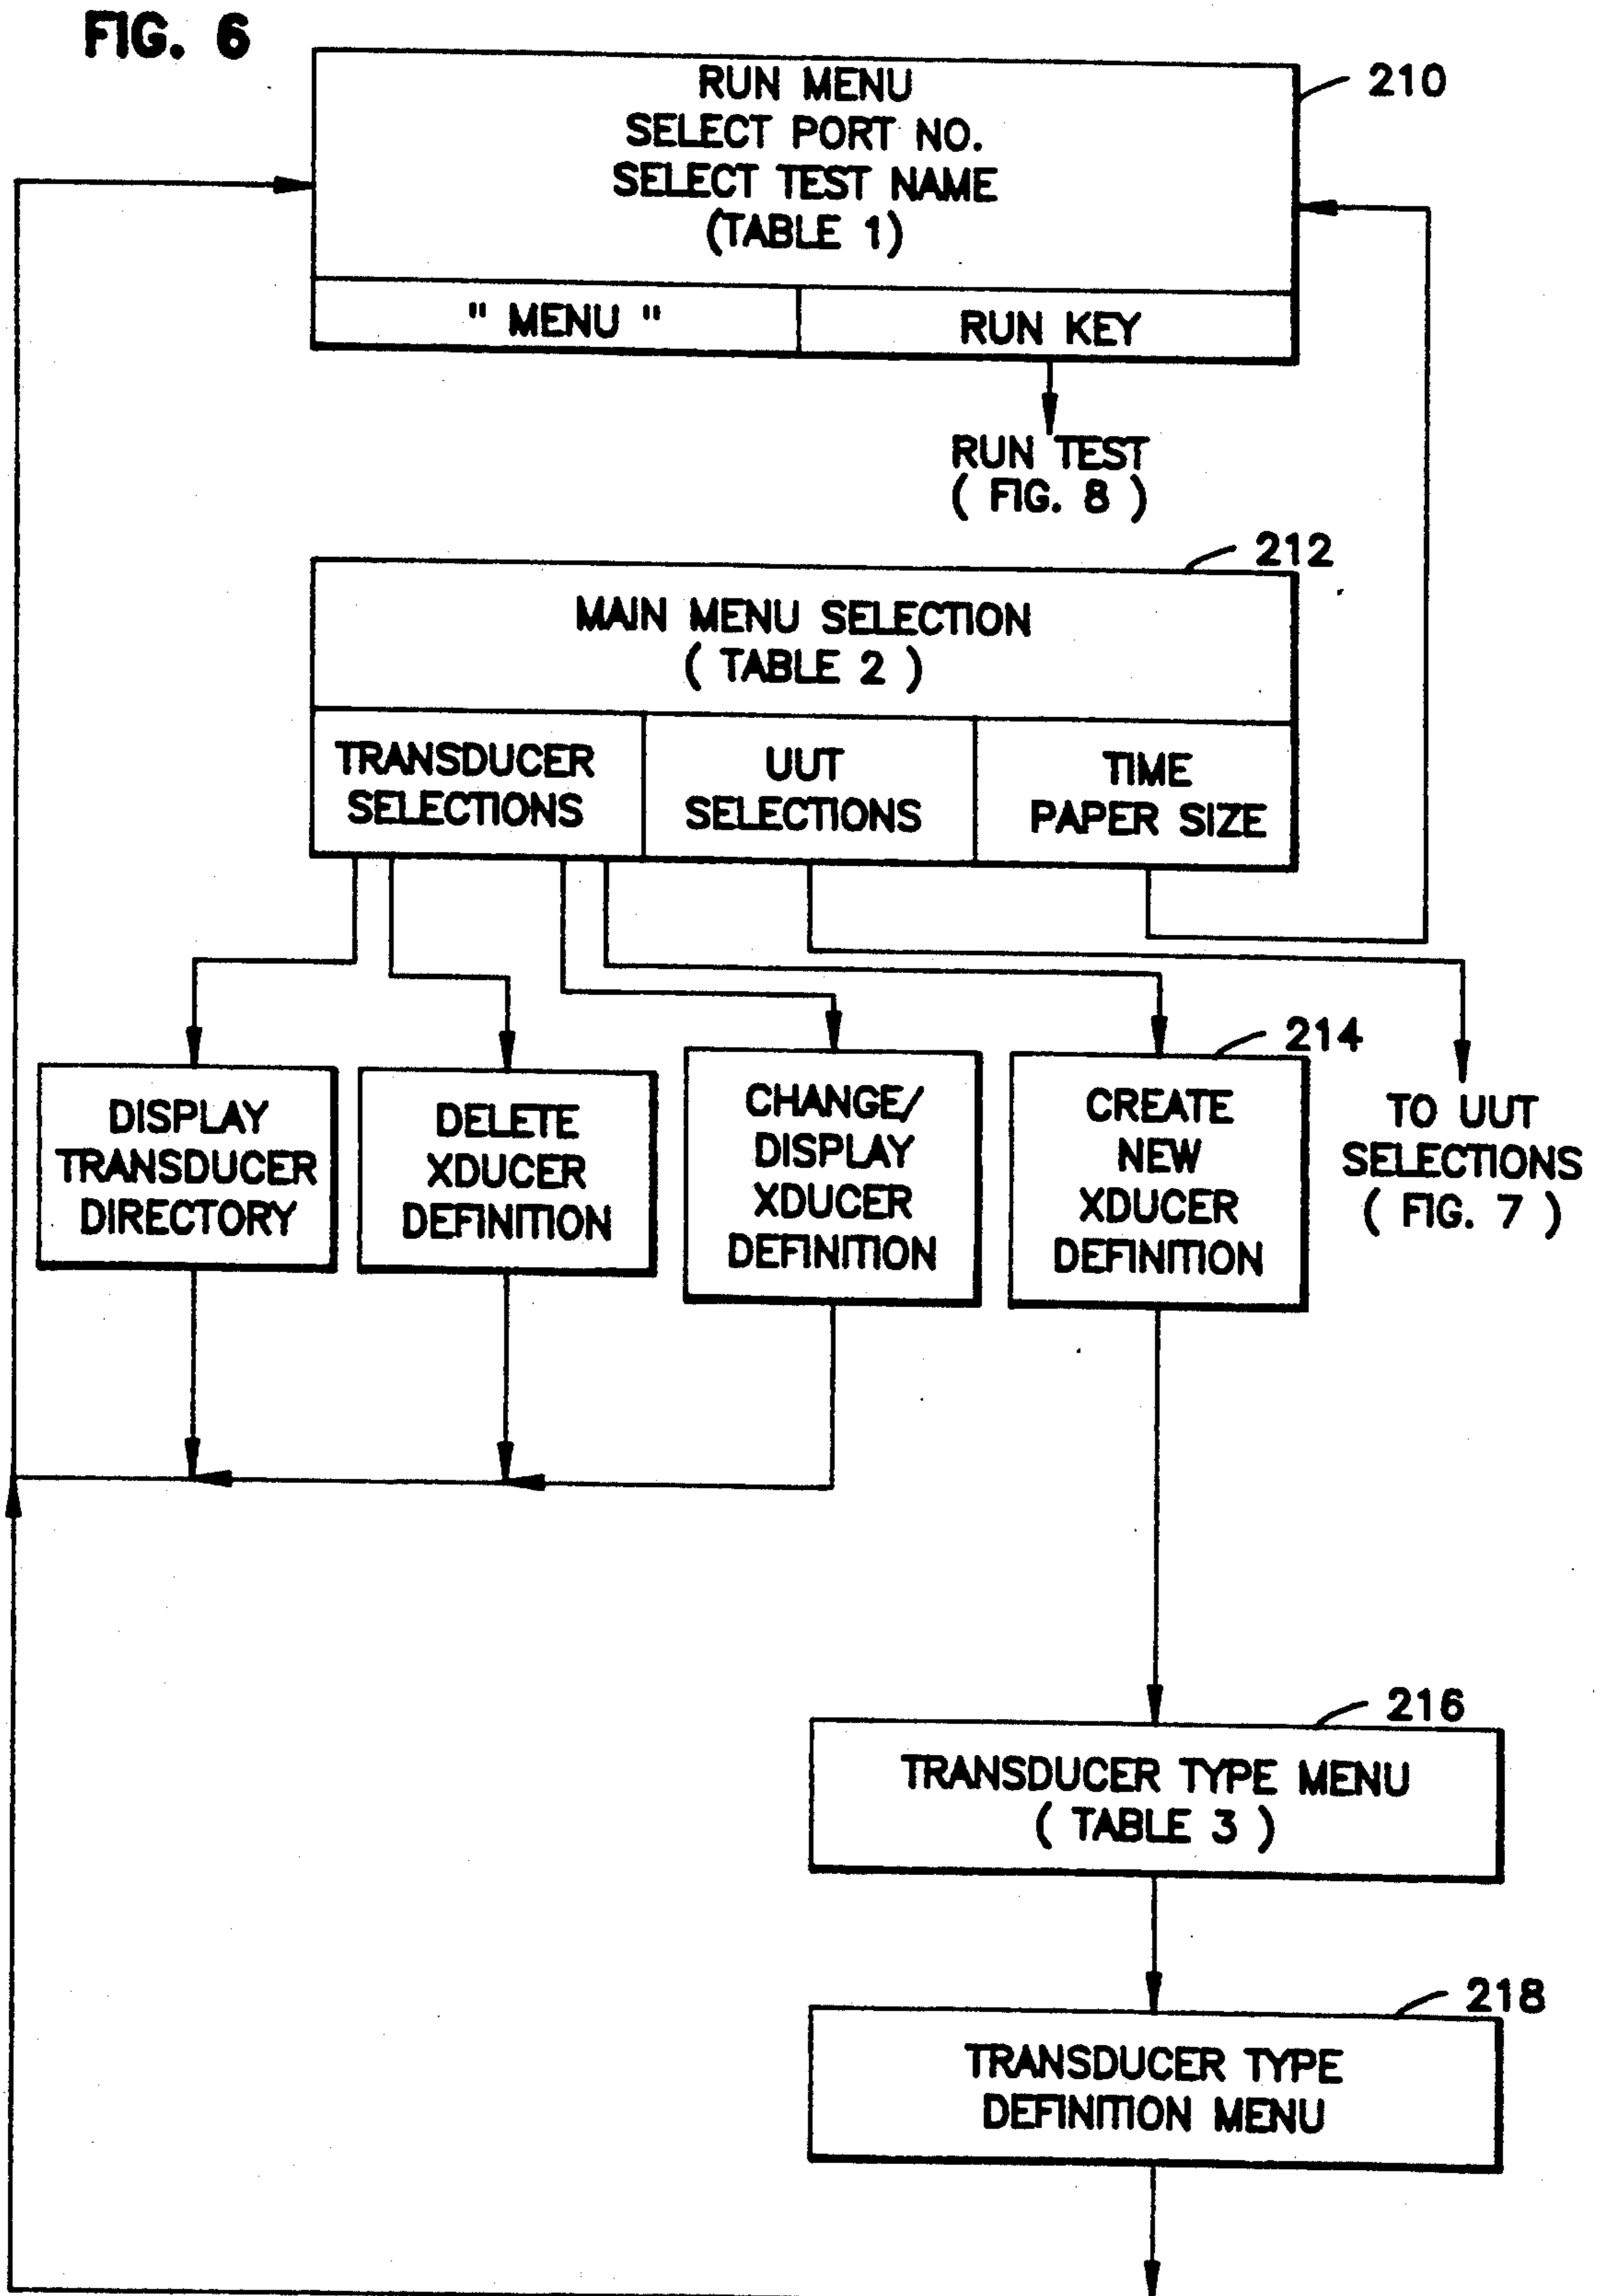 FIG. 6
210
RUN MENU
SELECT PORT NO.
SELECT TEST NAME
(TABLE 1)
" MENU "
RUN KEY
RUN TEST
( FIG. 8 )
212
MAIN MENU SELECTION
( TABLE 2 )
TRANSDUCER
SELECTIONS
UUT
SELECTIONS
TIME
PAPER SIZE
DISPLAY
TRANSDUCER
DIRECTORY
DELETE
XDUCER
DEFINITION
CHANGE/
DISPLAY
XDUCER
DEFINITION
214
CREATE
NEW
XDUCER
DEFINITION
TO UUT
SELECTIONS
( FIG. 7 )
216
TRANSDUCER TYPE MENU
( TABLE 3 )
218
TRANSDUCER TYPE
DEFINITION MENU